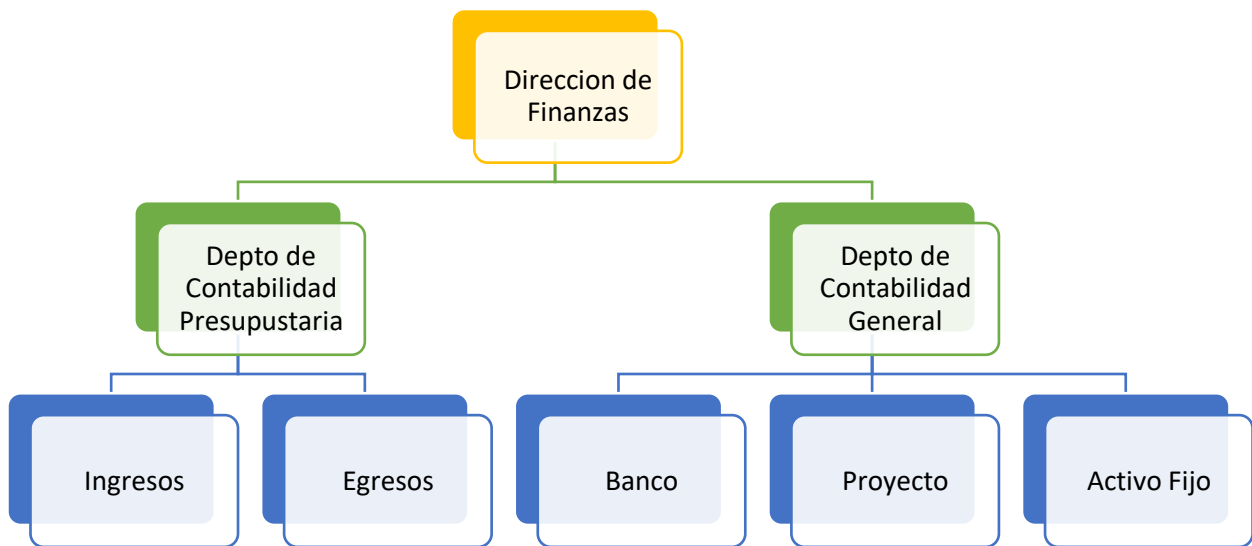 Direccion de
Finanzas
Depto de
Contabilidad
Presupustaria
Depto de
Contabilidad
General
Ingresos
Egresos
Banco
Proyecto
Activo Fijo